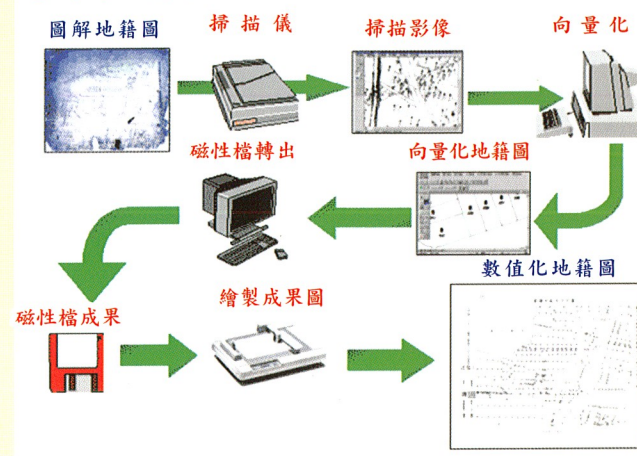 圖解地籍圖
掃描儀
掃描影像
向量化
磁性檔轉出
向量化地籍圖
數值化地籍圖
磁性檔成果
繪製成果圖